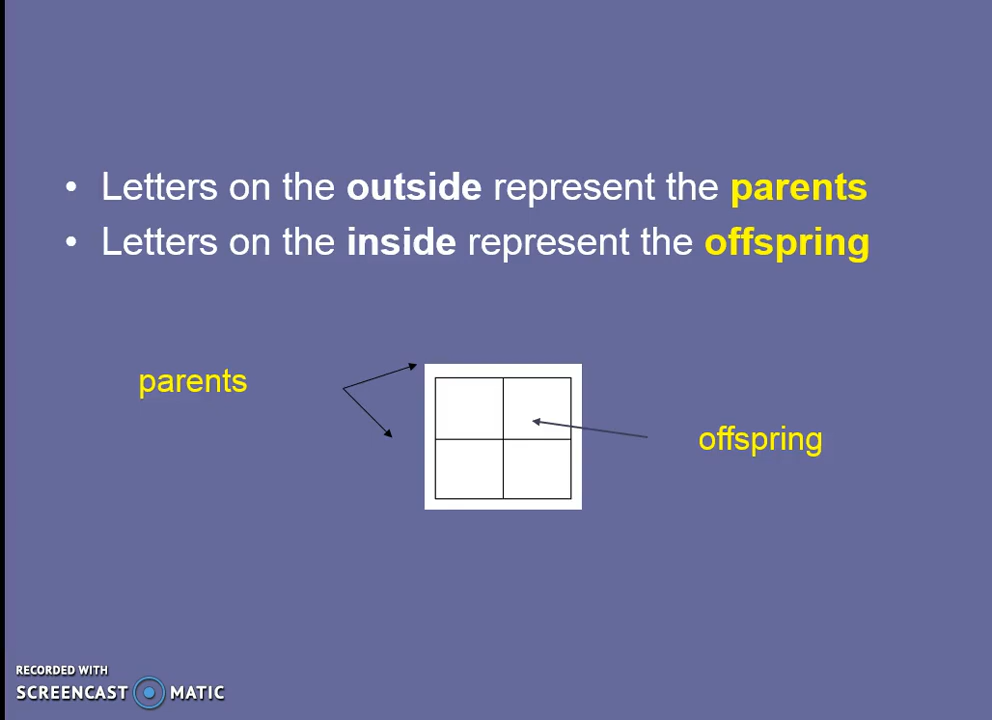 • Letters on the outside represent the parents
• Letters on the inside represent the offspring
parents
offspring
RECORDED WITH
SCREENCAST MATIC